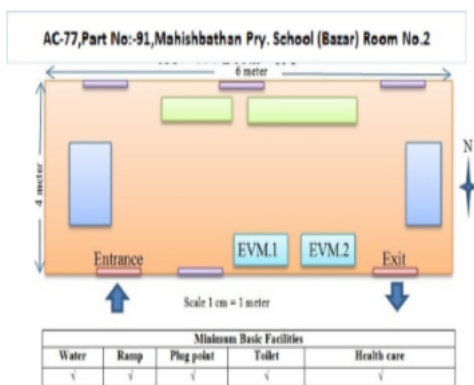 AC-77,Part No:-91,Mahishbathan Pry. School (Bazar) Room No.2
6 meter
4 meter
N
EVM.1 EVM.2
Entrance Exit
Scale 1 cm = 1 meter
Minimum Basic Facilities
Water Ramp Plug point Toilet Health care
√ √ √ √ √